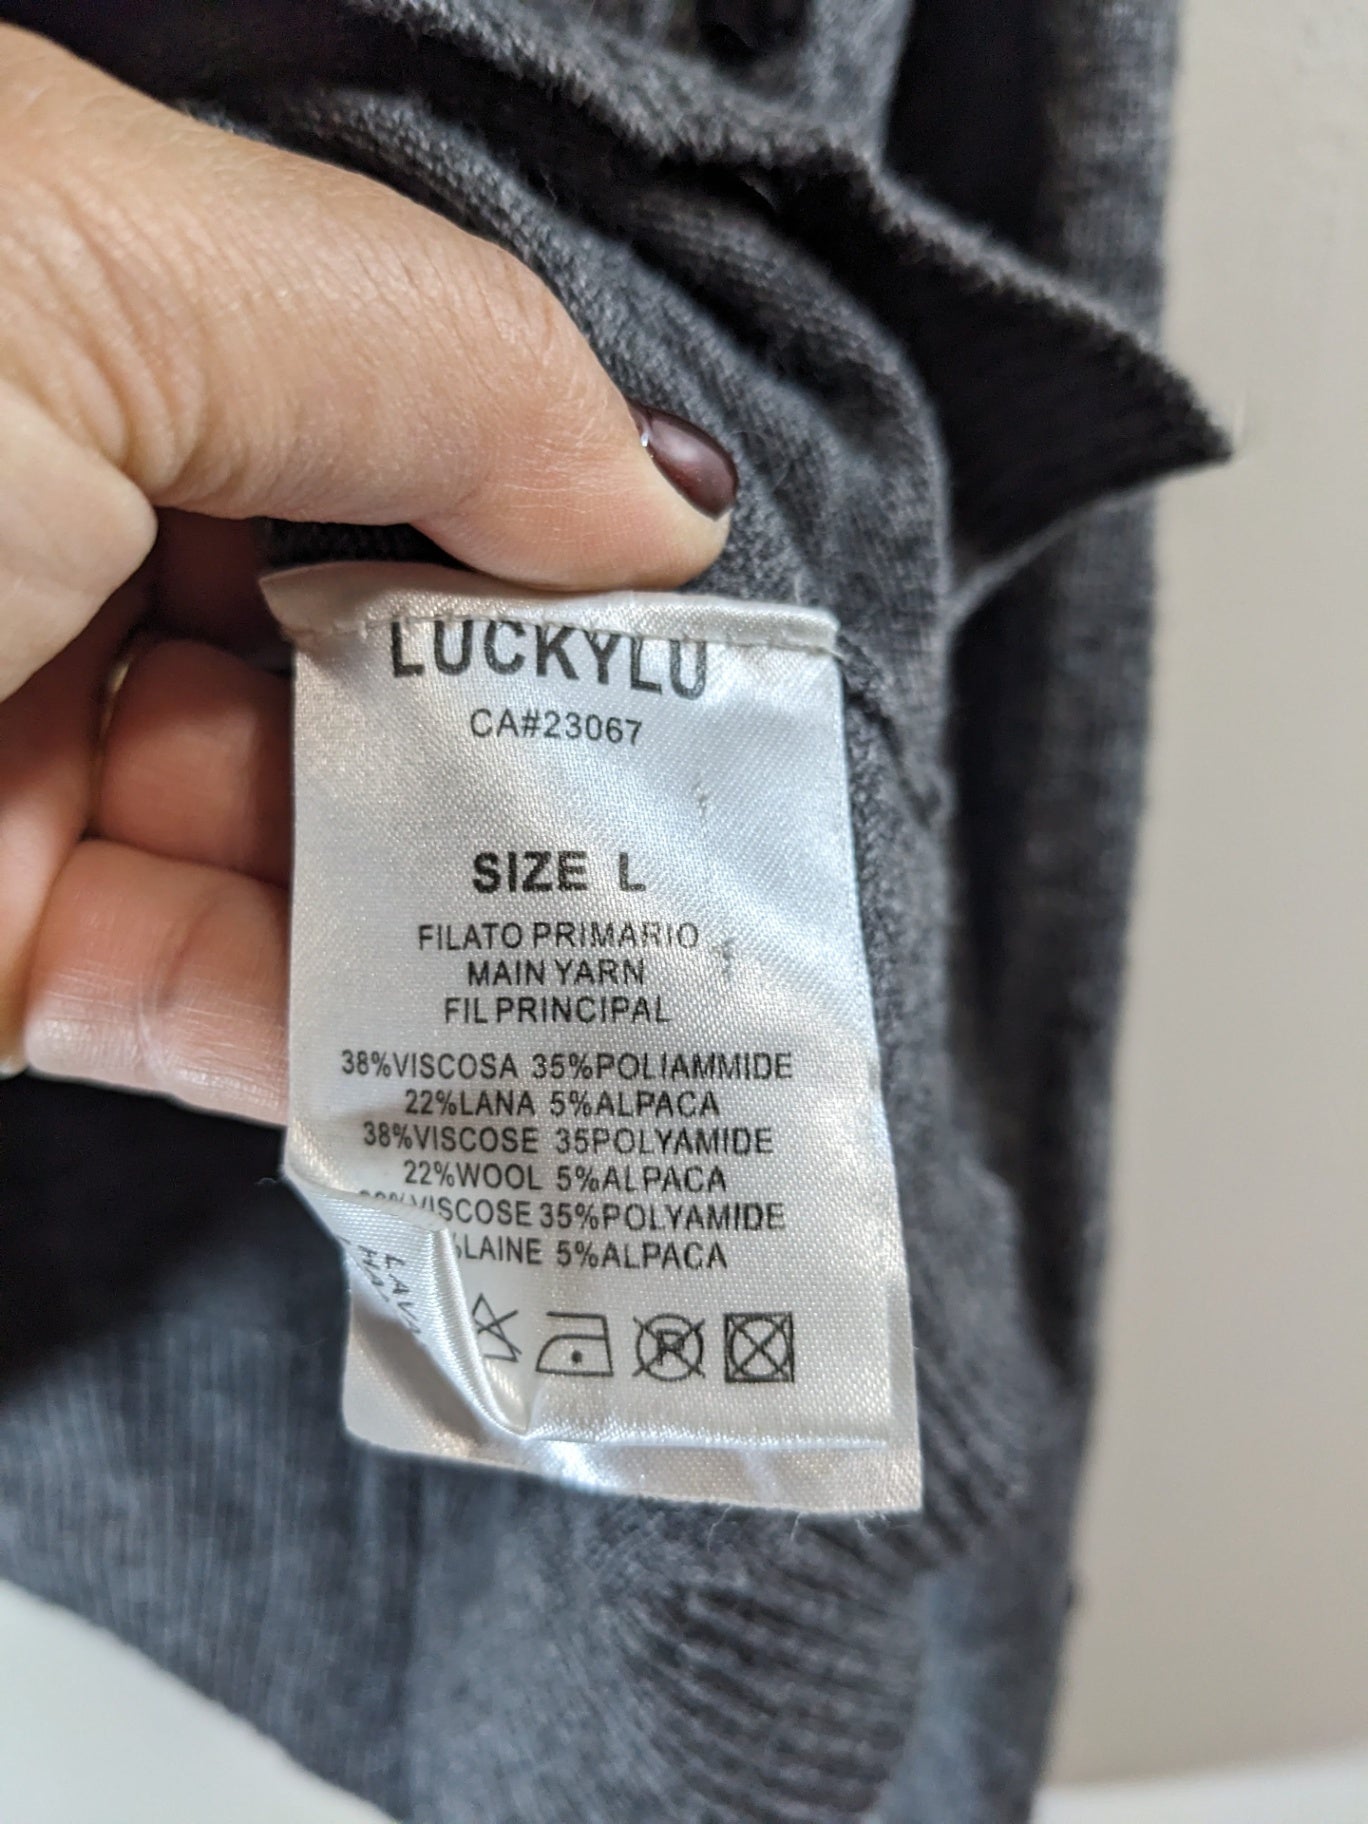 LUCKYLU
CA#23067
SIZE L
FILATO PRIMARIO
MAIN YARN
FIL PRINCIPAL
38%VISCOSA 35%POLIAMMIDE
22%LANA 5%ALPACA
38%VISCOSE 35POLYAMIDE
22%WOOL 5%ALPACA
VISCOSE 35%POLYAMIDE
%LAINE 5%ALPACA
P